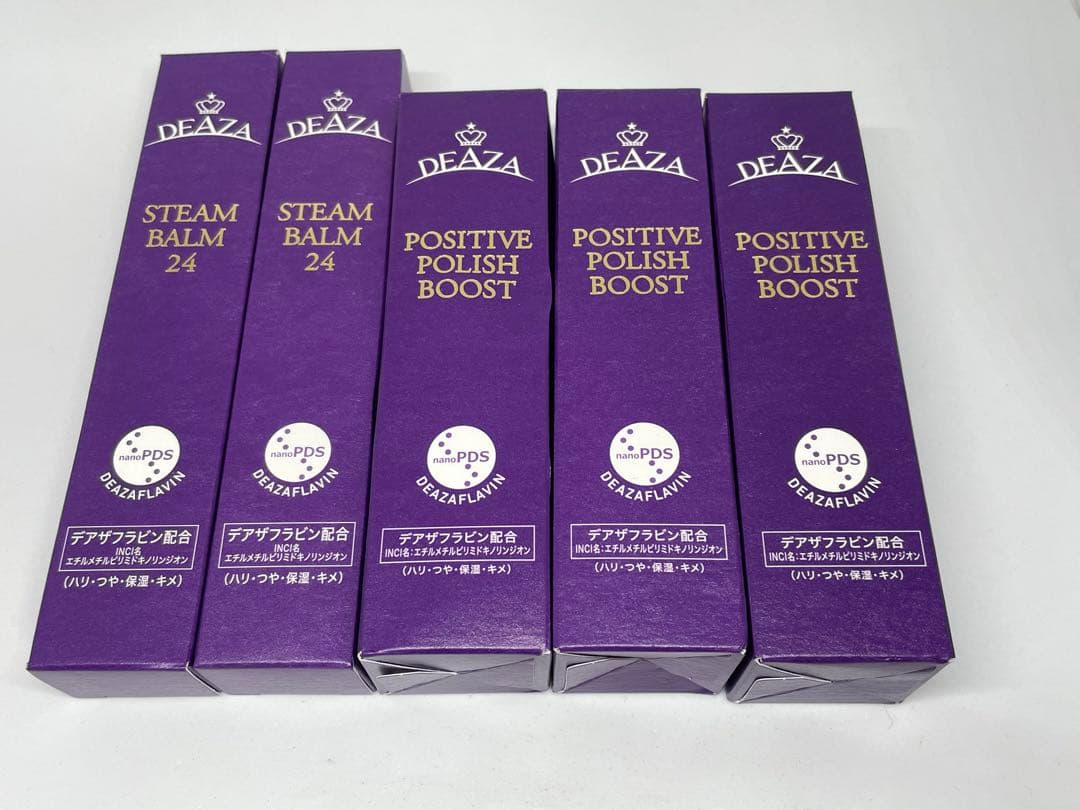 DEAZA
STEAM
BALM
24
nanoPDS
DEAZAFLAVIN
デアザフラビン配合
INCI名
エチルメチルピリミドキノリンジオン
(ハリ・つや・保湿・キメ)
DEAZA
STEAM
BALM
24
nanoPDS
DEAZAFLAVIN
デアザフラビン配合
INCI名
エチルメチルピリミドキノリンジオン
(ハリ・つや・保湿・キメ)
DEAZA
POSITIVE
POLISH
BOOST
nanoPDS
DEAZAFLAVIN
デアザフラビン配合
INCI名:エチルメチルピリミドキノリンジオン
(ハリ・つや・保湿・キメ)
DEAZA
POSITIVE
POLISH
BOOST
nanoPDS
DEAZAFLAVIN
デアザフラビン配合
INCI名:エチルメチルピリミドキノリンジオン
(ハリ・つや・保湿・キメ)
DEAZA
POSITIVE
POLISH
BOOST
nanoPDS
DEAZAFLAVIN
デアザフラビン配合
INCI名:エチルメチルピリミドキノリンジオン
(ハリ・つや・保湿・キメ)